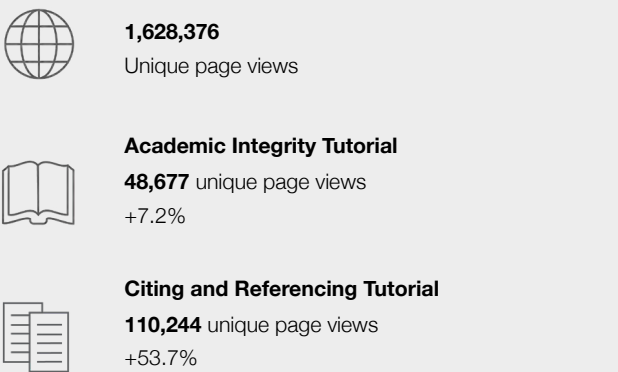 1,628,376
Unique page views
Academic Integrity Tutorial
48,677 unique page views
+7.2%
Citing and Referencing Tutorial
110,244 unique page views
+53.7%